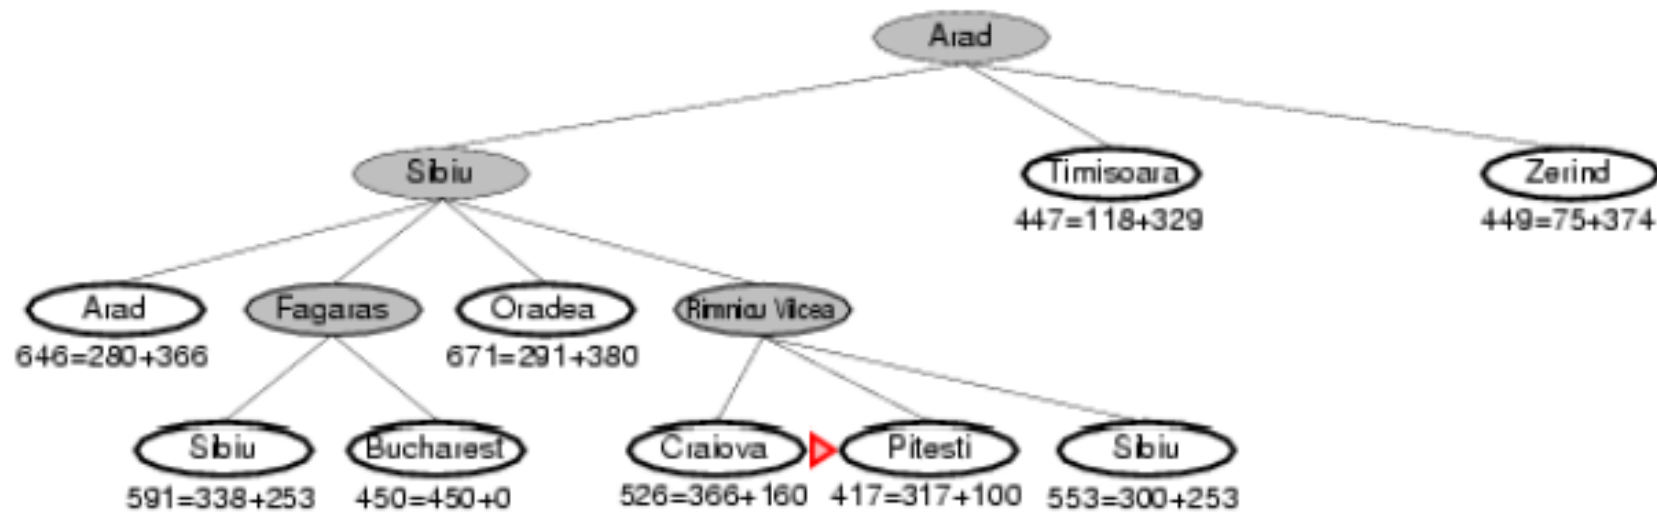 Arad
Sibiu
Timisoara
Zerind
447=118+329
449=75+374
Arad
Fagaras
Oradea
Rimnicu Vilcea
646=280+366
671=291+380
Sibiu
Bucharest
Craiova
Pitesti
Sibiu
591=338+253
450=450+0
526=366+160
417=317+100
553=300+253